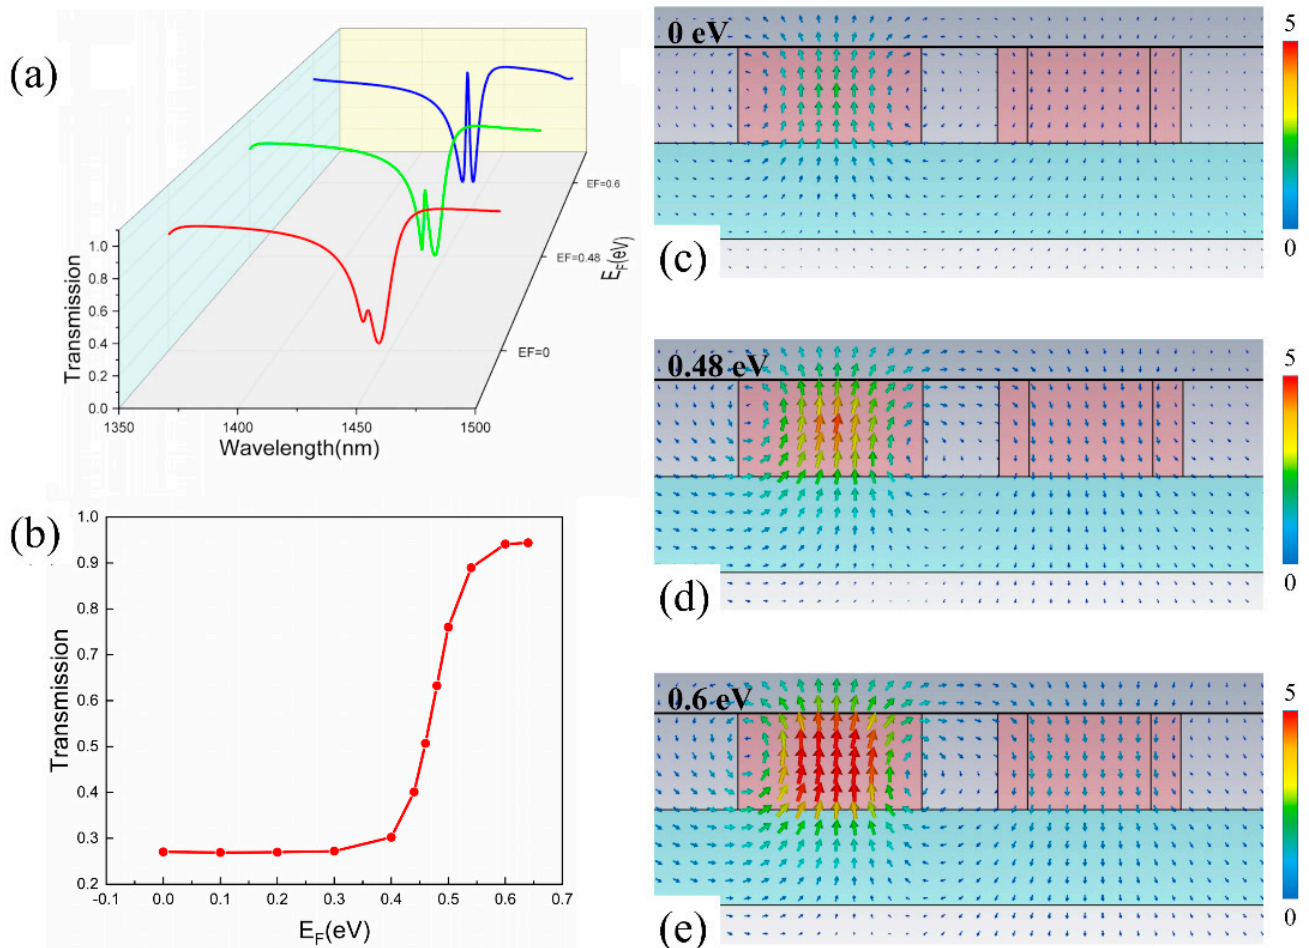 (a)
1.0
0.8
0.6
0.4
0.2
0.0
Transmission
1350
1400
1450
1500
Wavelength(nm)
EF=0
EF=0.48
EF=0.6
E_F(eV)
(b)
1.0
0.9
0.8
0.7
0.6
0.5
0.4
0.3
0.2
Transmission
-0.1 0.0 0.1 0.2 0.3 0.4 0.5 0.6 0.7
E_F(eV)
0 eV
5
0
(c)
0.48 eV
5
0
(d)
0.6 eV
5
0
(e)